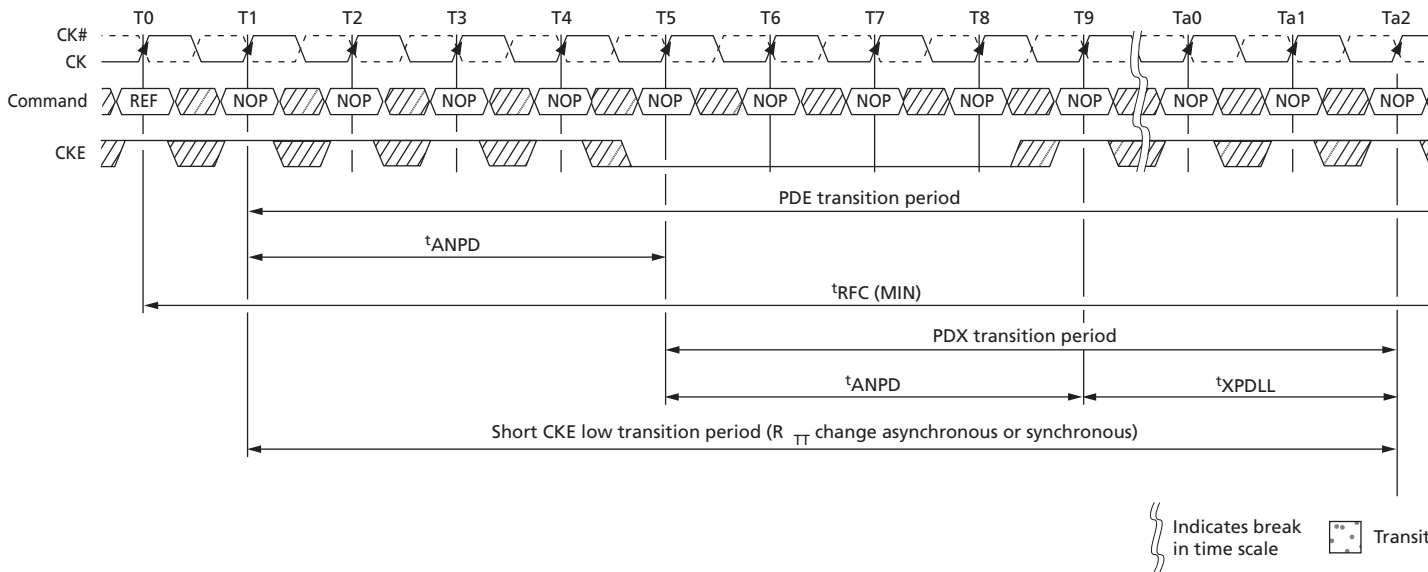 T0 T1 T2 T3 T4 T5 T6 T7 T8 T9 Ta0 Ta1 Ta2
CK#
CK
Command REF NOP NOP NOP NOP NOP NOP NOP NOP NOP NOP NOP NOP
CKE
PDE transition period
tANPD
tRFC (MIN)
PDX transition period
tANPD tXPDLL
Short CKE low transition period (R TT change asynchronous or synchronous)
Indicates break
in time scale
Transit